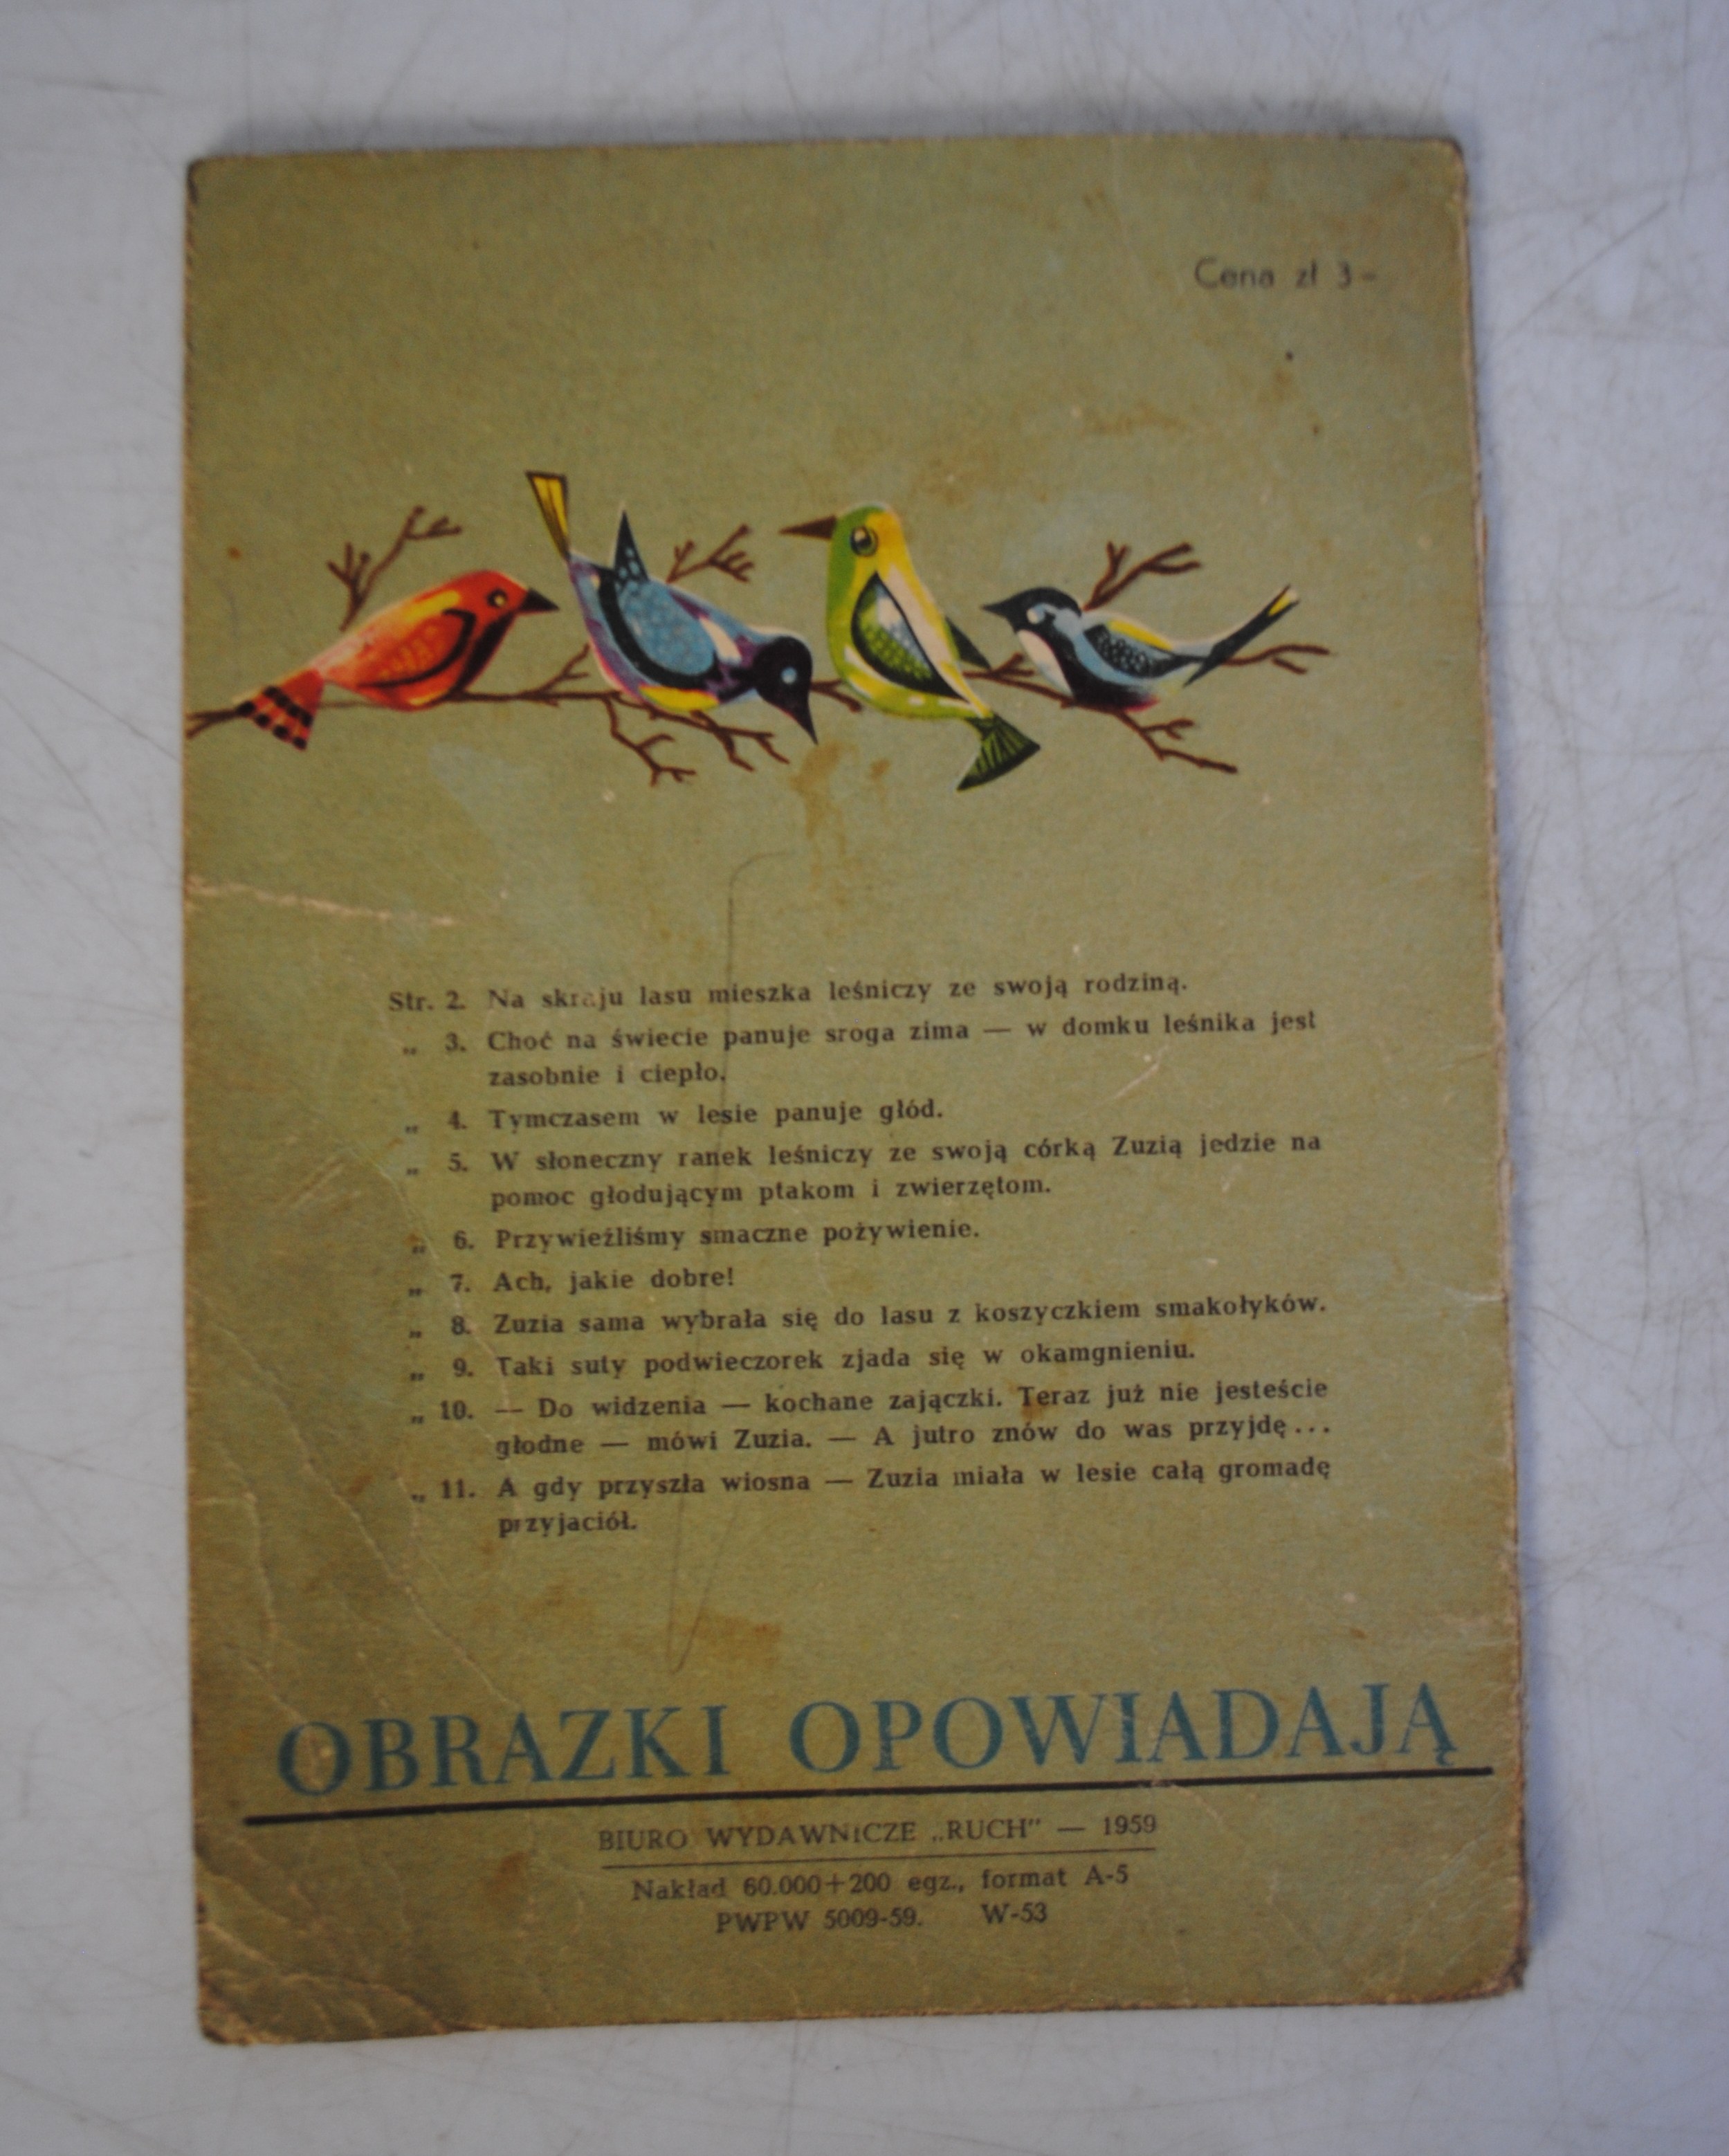 Cena zł 3-
Str. 2. Na skraju lasu mieszka leśniczy ze swoją rodziną.
„ 3. Choć na świecie panuje sroga zima — w domku leśnika jest
zasobnie i ciepło.
„ 4. Tymczasem w lesie panuje głód.
„ 5. W słoneczny ranek leśniczy ze swoją córką Zuzią jedzie na
pomoc głodującym ptakom i zwierzętom.
„ 6. Przywieźliśmy smaczne pożywienie.
„ 7. Ach, jakie dobre!
„ 8. Zuzia sama wybrała się do lasu z koszyczkiem smakołyków.
„ 9. Taki suty podwieczorek zjada się w okamgnieniu.
„ 10. — Do widzenia — kochane zajączki. Teraz już nie jesteście
głodne — mówi Zuzia. — A jutro znów do was przyjdę...
„ 11. A gdy przyszła wiosna — Zuzia miała w lesie całą gromadę
przyjaciół.
OBRAZKI OPOWIADAJĄ
BIURO WYDAWNICZE „RUCH" — 1959
Nakład 60.000+200 egz., format A-5
PWPW 5009-59. W-53